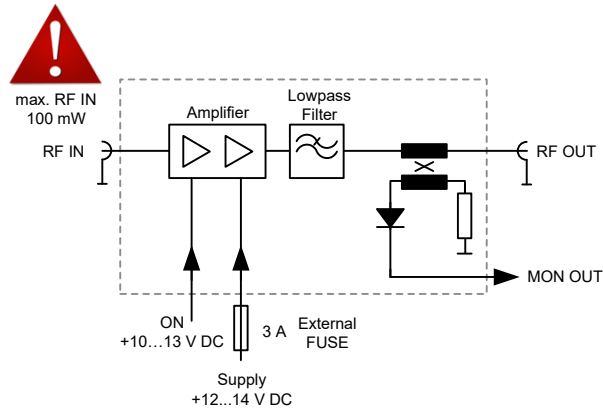 max. RF IN
100 mW
Amplifier
Lowpass
Filter
RF IN
RF OUT
MON OUT
ON
+10…13 V DC
3 A
External
FUSE
Supply
+12...14 V DC